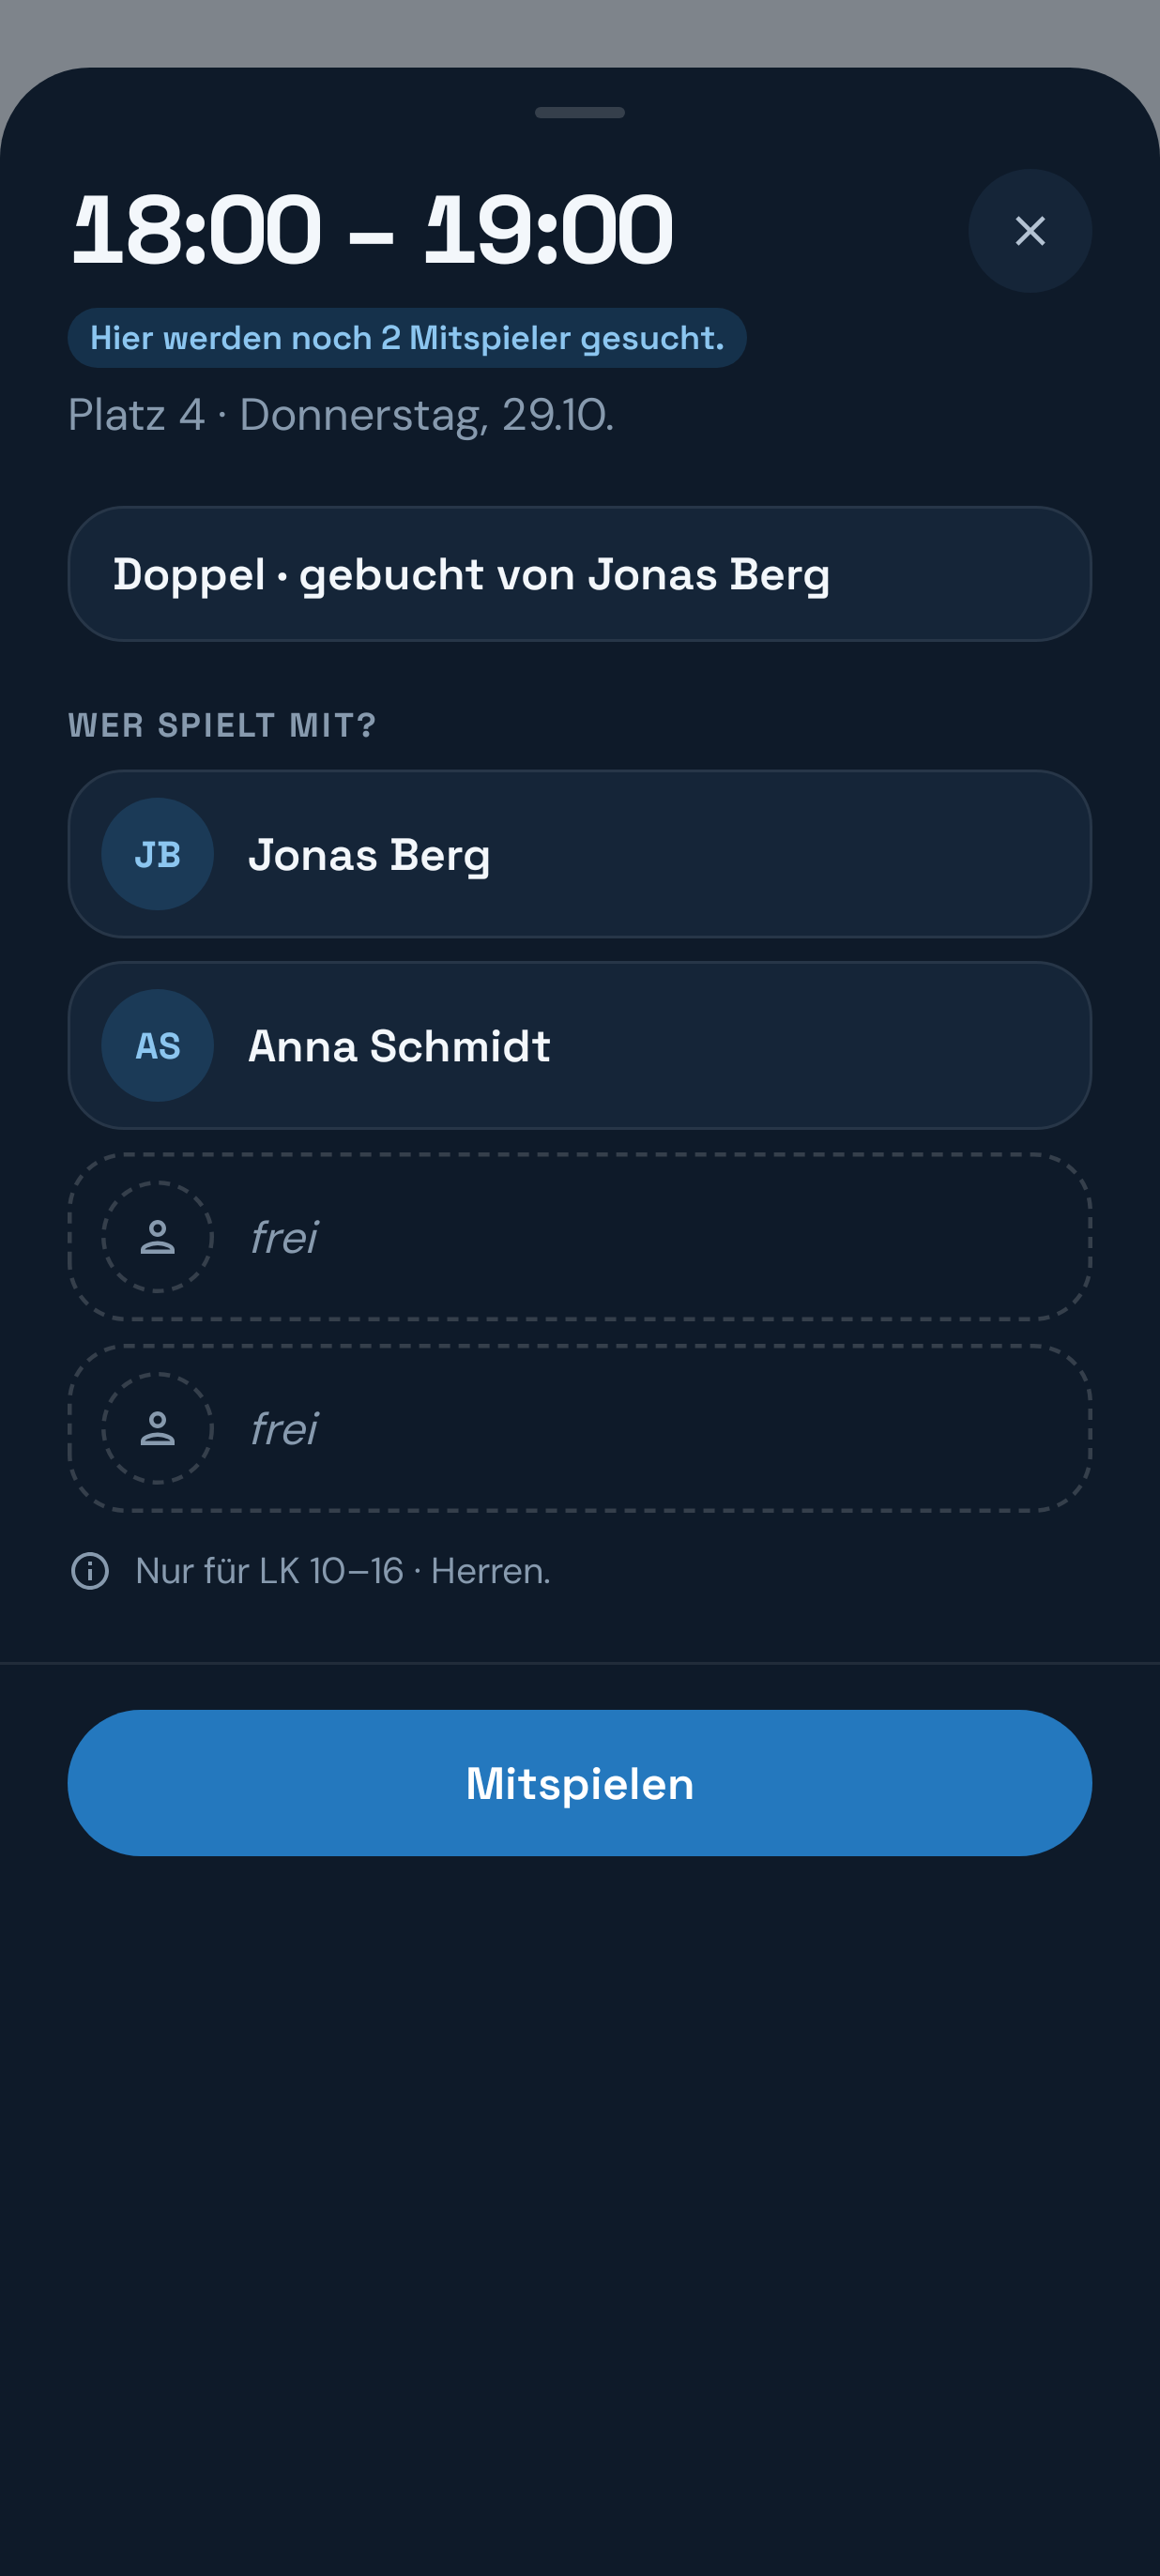 18:00 – 19:00
Hier werden noch 2 Mitspieler gesucht.
Platz 4 · Donnerstag, 29.10.
Doppel · gebucht von Jonas Berg
WER SPIELT MIT?
JB Jonas Berg
AS Anna Schmidt
frei
frei
Nur für LK 10–16 · Herren.
Mitspielen